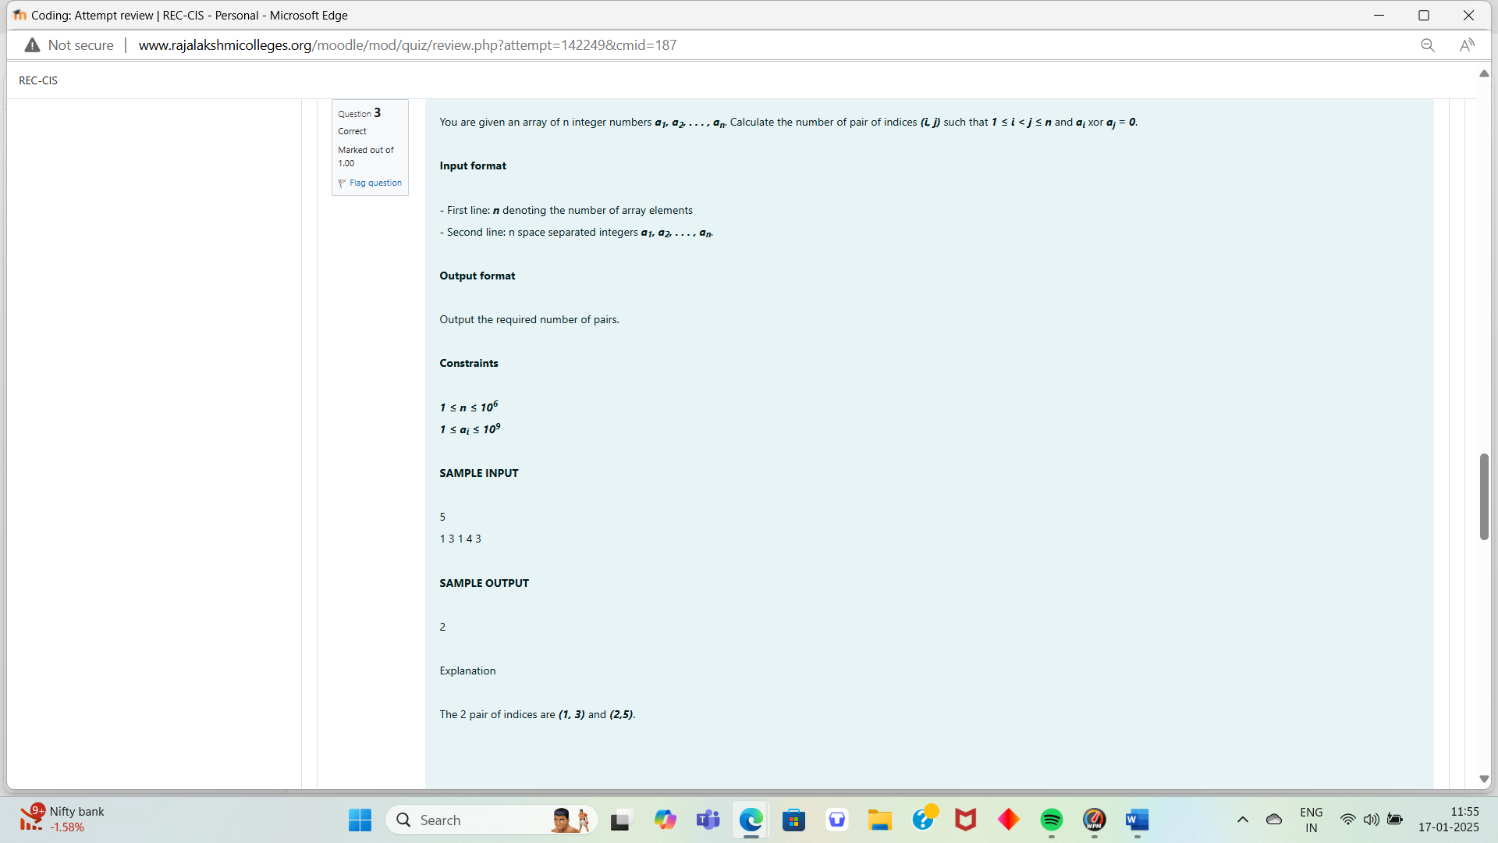 Coding: Attempt review | REC-CIS - Personal - Microsoft Edge
Not secure | www.rajalakshmicolleges.org/moodle/mod/quiz/review.php?attempt=142249&cmid=187
REC-CIS
Question 3
Correct
Marked out of
1.00
Flag question
You are given an array of n integer numbers a₁, a₂, . . . , aₙ. Calculate the number of pair of indices (i, j) such that 1 ≤ i < j ≤ n and aᵢ xor aⱼ = 0.
Input format
- First line: n denoting the number of array elements
- Second line: n space separated integers a₁, a₂, . . . , aₙ.
Output format
Output the required number of pairs.
Constraints
1 ≤ n ≤ 10⁶
1 ≤ aᵢ ≤ 10⁹
SAMPLE INPUT
5
1 3 1 4 3
SAMPLE OUTPUT
2
Explanation
The 2 pair of indices are (1, 3) and (2,5).
9+
Nifty bank
-1.58%
Search
WPM
ENG
IN
11:55
17-01-2025